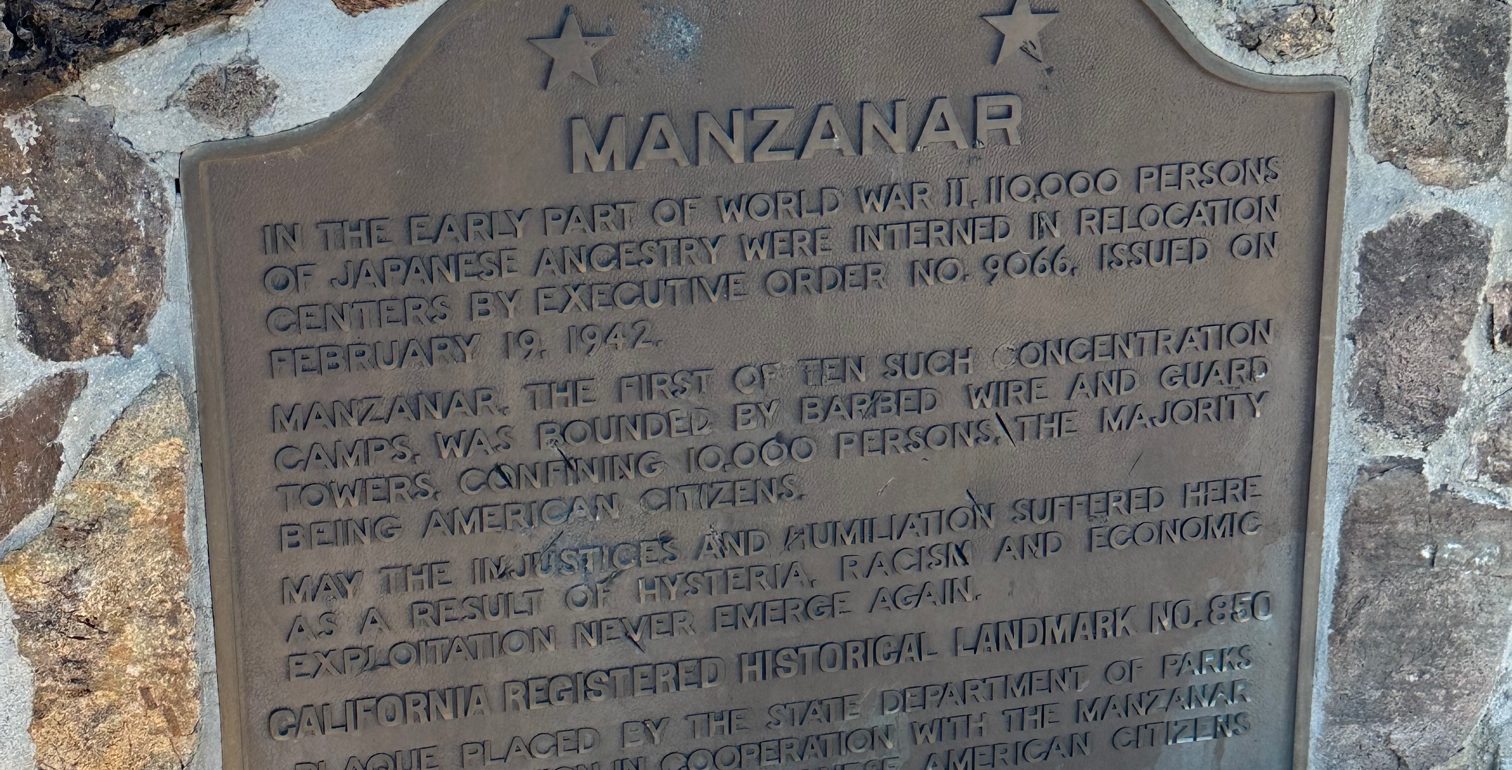 MANZANAR
IN THE EARLY PART OF WORLD WAR II, 110,000 PERSONS
OF JAPANESE ANCESTRY WERE INTERNED IN RELOCATION
CENTERS BY EXECUTIVE ORDER NO. 9066, ISSUED ON
FEBRUARY 19, 1942.
MANZANAR, THE FIRST OF TEN SUCH CONCENTRATION
CAMPS, WAS BOUNDED BY BARBED WIRE AND GUARD
TOWERS, CONFINING 10,000 PERSONS, THE MAJORITY
BEING AMERICAN CITIZENS.
MAY THE INJUSTICES AND HUMILIATION SUFFERED HERE
AS A RESULT OF HYSTERIA, RACISM AND ECONOMIC
EXPLOITATION NEVER EMERGE AGAIN.
CALIFORNIA REGISTERED HISTORICAL LANDMARK NO. 850
PLAQUE PLACED BY THE STATE DEPARTMENT OF PARKS
IN COOPERATION WITH THE MANZANAR
AMERICAN CITIZENS